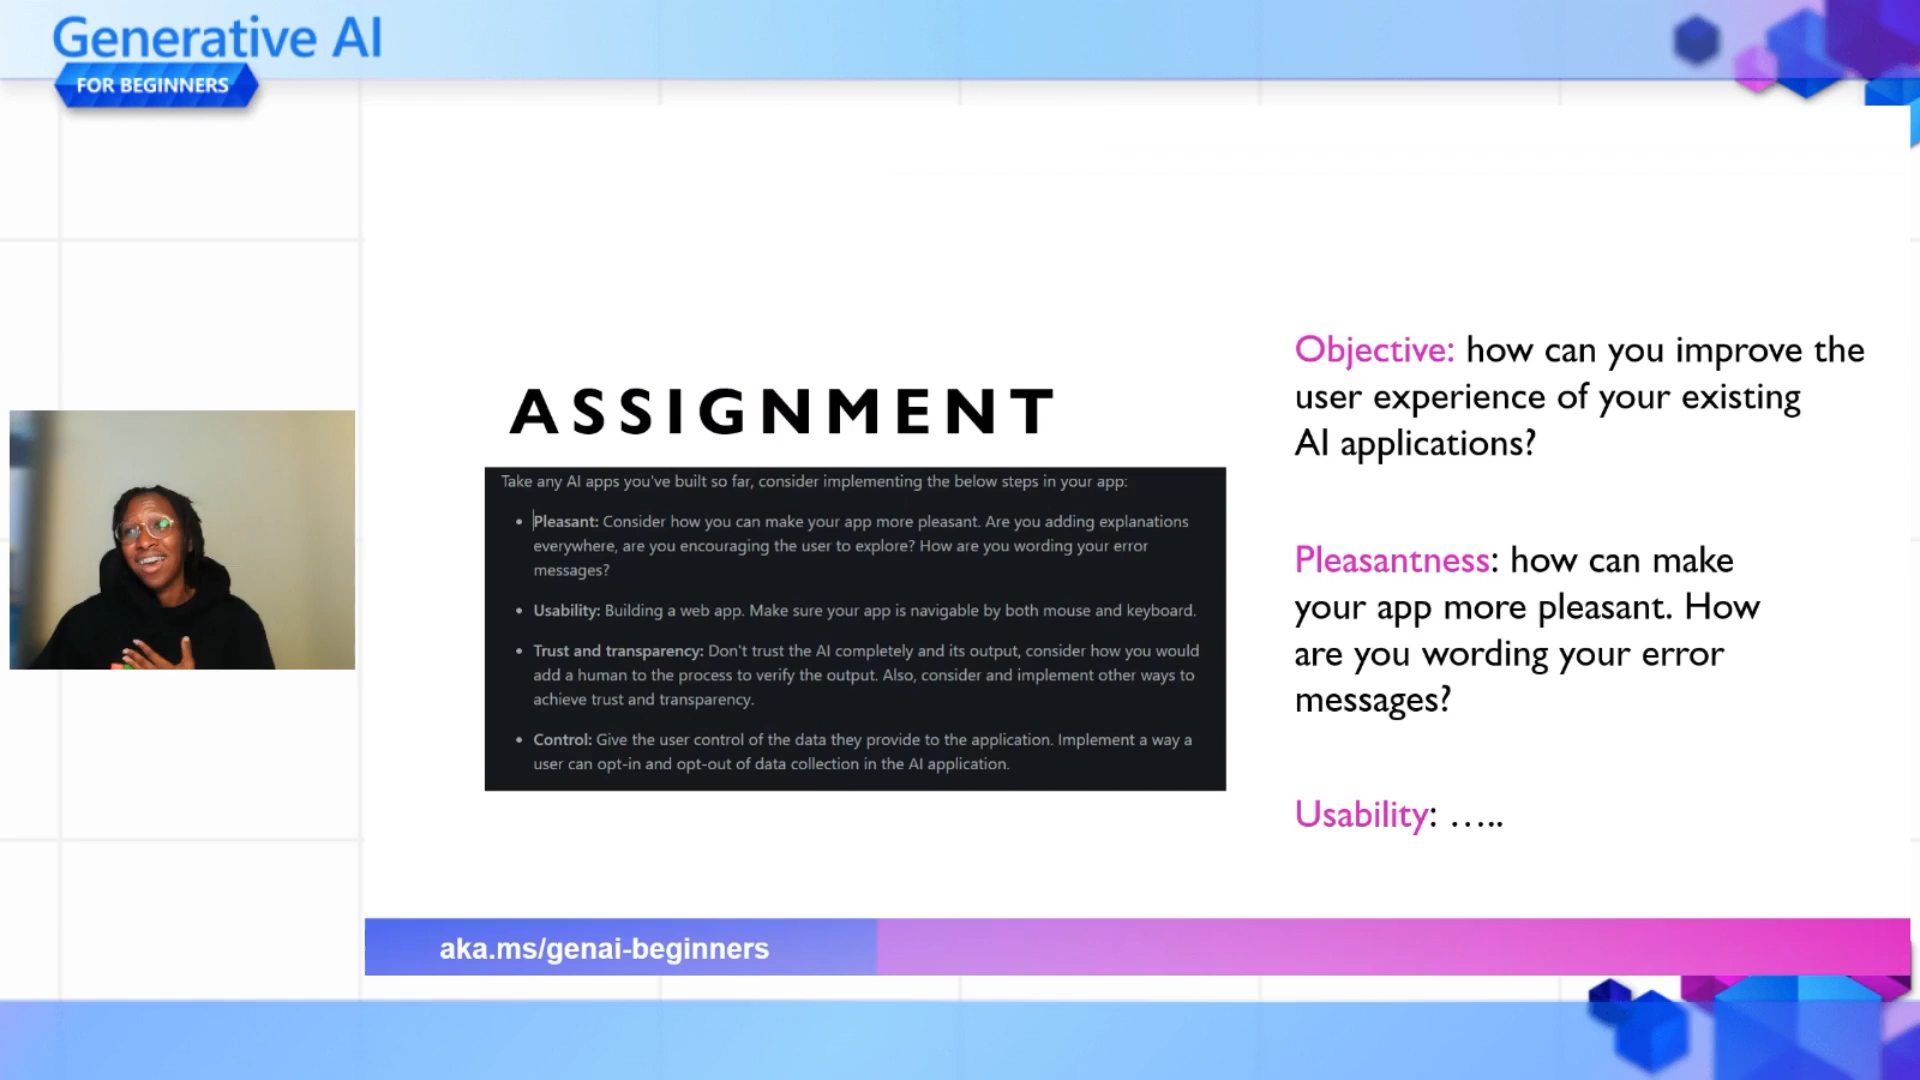 Generative AI
FOR BEGINNERS
ASSIGNMENT
Take any AI apps you've built so far, consider implementing the below steps in your app:
• Pleasant: Consider how you can make your app more pleasant. Are you adding explanations
everywhere, are you encouraging the user to explore? How are you wording your error
messages?
• Usability: Building a web app. Make sure your app is navigable by both mouse and keyboard.
• Trust and transparency: Don't trust the AI completely and its output, consider how you would
add a human to the process to verify the output. Also, consider and implement other ways to
achieve trust and transparency.
• Control: Give the user control of the data they provide to the application. Implement a way a
user can opt-in and opt-out of data collection in the AI application.
Objective: how can you improve the
user experience of your existing
AI applications?
Pleasantness: how can make
your app more pleasant. How
are you wording your error
messages?
Usability: …..
aka.ms/genai-beginners